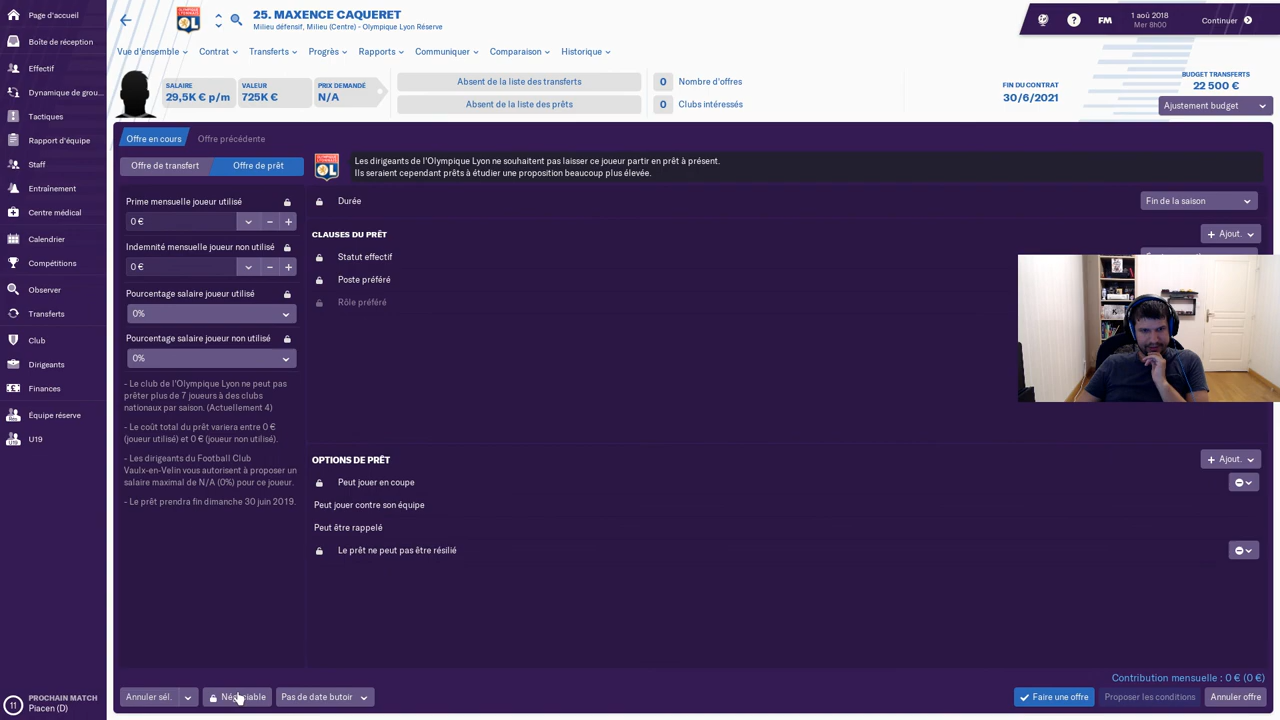 Page d'accueil
Boîte de réception
Effectif
Dynamique de grou...
Tactiques
Rapport d'équipe
Staff
Entraînement
Centre médical
Calendrier
Compétitions
Observer
Transferts
Club
Dirigeants
Finances
Équipe réserve
U19
PROCHAIN MATCH
11 Piacen (D)
25. MAXENCE CAQUERET
Milieu défensif, Milieu (Centre) - Olympique Lyon Réserve
FM
1 aoû 2018
Mer 8h00
Continuer
Vue d'ensemble Contrat Transferts Progrès Rapports Communiquer Comparaison Historique
SALAIRE
29,5K € p/m
VALEUR
725K €
PRIX DEMANDÉ
N/A
Absent de la liste des transferts
Absent de la liste des prêts
0 Nombre d'offres
0 Clubs intéressés
FIN DU CONTRAT
30/6/2021
BUDGET TRANSFERTS
22 500 €
Ajustement budget
Offre en cours Offre précédente
Offre de transfert Offre de prêt
Les dirigeants de l'Olympique Lyon ne souhaitent pas laisser ce joueur partir en prêt à présent.
Ils seraient cependant prêts à étudier une proposition beaucoup plus élevée.
Prime mensuelle joueur utilisé
0 €
Indemnité mensuelle joueur non utilisé
0 €
Pourcentage salaire joueur utilisé
0%
Pourcentage salaire joueur non utilisé
0%
- Le club de l'Olympique Lyon ne peut pas
prêter plus de 7 joueurs à des clubs
nationaux par saison. (Actuellement 4)
- Le coût total du prêt variera entre 0 €
(joueur utilisé) et 0 € (joueur non utilisé).
- Les dirigeants du Football Club
Vaulx-en-Velin vous autorisent à proposer un
salaire maximal de N/A (0%) pour ce joueur.
- Le prêt prendra fin dimanche 30 juin 2019.
Durée
Fin de la saison
CLAUSES DU PRÊT
Ajout.
Statut effectif
Poste préféré
Rôle préféré
OPTIONS DE PRÊT
Ajout.
Peut jouer en coupe
Peut jouer contre son équipe
Peut être rappelé
Le prêt ne peut pas être résilié
Contribution mensuelle : 0 € (0 €)
Annuler sél. Négociable Pas de date butoir
Faire une offre Proposer les conditions Annuler offre